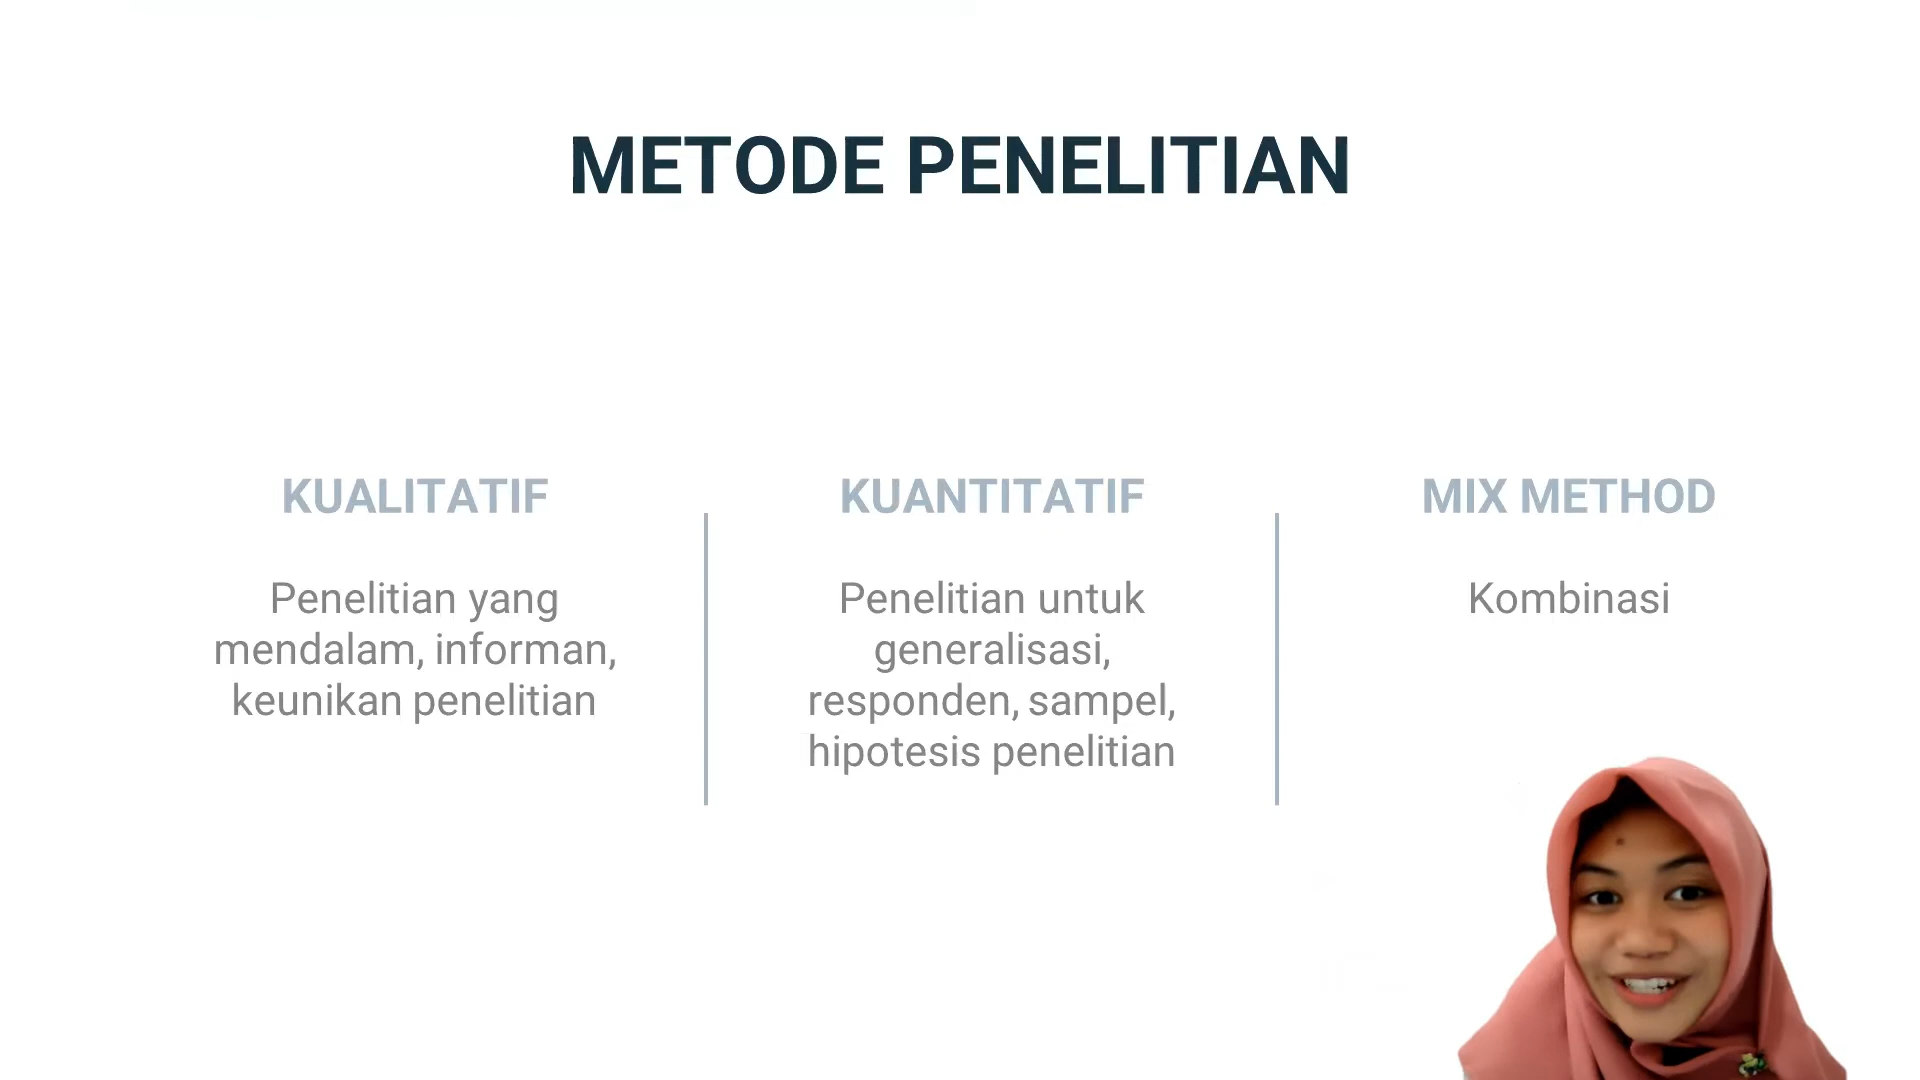 METODE PENELITIAN
KUALITATIF
Penelitian yang
mendalam, informan,
keunikan penelitian
KUANTITATIF
Penelitian untuk
generalisasi,
responden, sampel,
hipotesis penelitian
MIX METHOD
Kombinasi